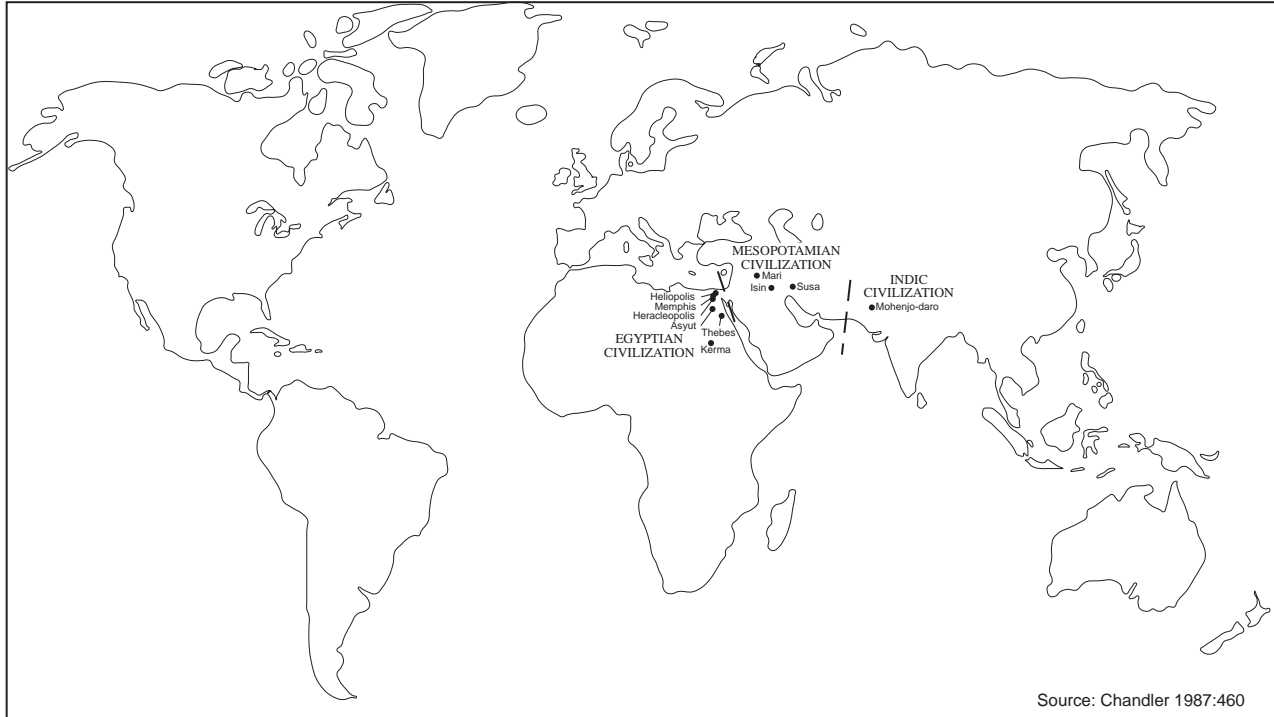 MESOPOTAMIAN
CIVILIZATION
Mari
Isin
Susa
INDIC
CIVILIZATION
Mohenjo-daro
Heliopolis
Memphis
Heracleopolis
Asyut
Thebes
EGYPTIAN
CIVILIZATION
Kerma
Source: Chandler 1987:460